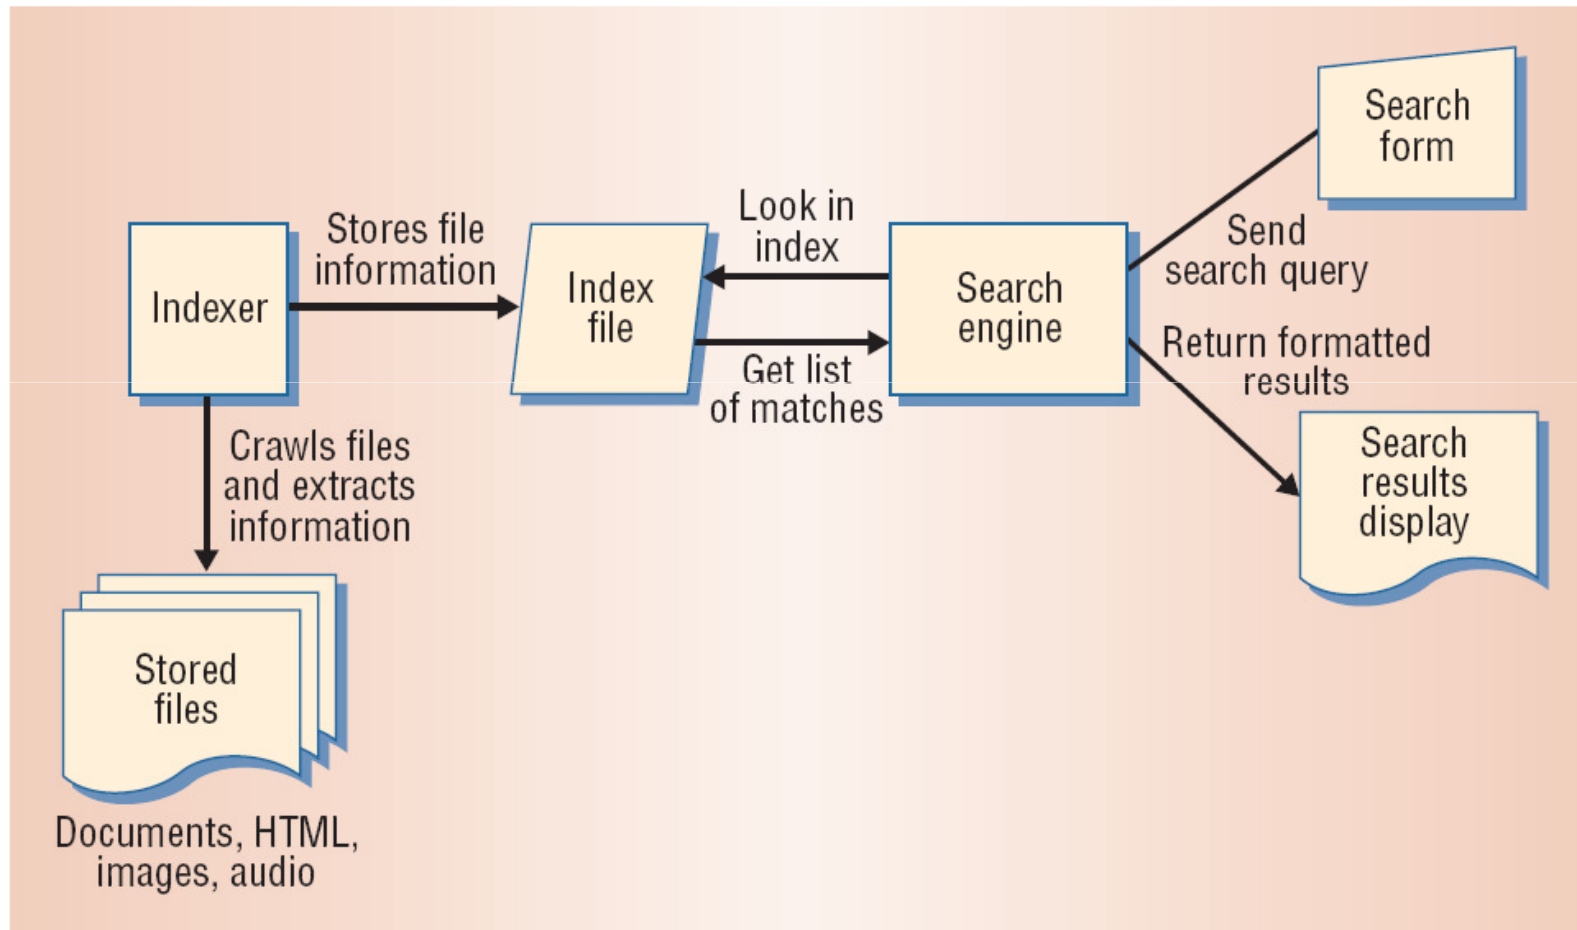 Search
form
Look in
index
Stores file
information
Send
search query
Indexer
Index
file
Search
engine
Return formatted
results
Get list
of matches
Crawls files
and extracts
information
Search
results
display
Stored
files
Documents, HTML,
images, audio